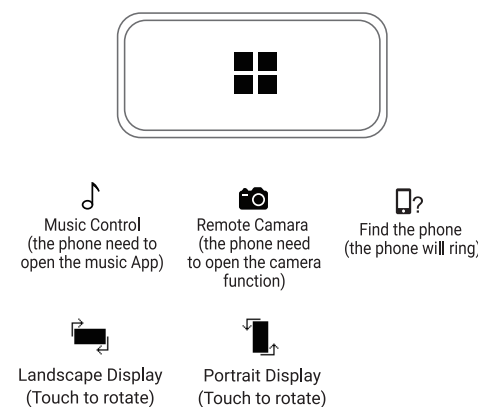 Music Control
(the phone need to
open the music App)
Remote Camara
(the phone need
to open the camera
function)
?
Find the phone
(the phone will ring)
Landscape Display
(Touch to rotate)
Portrait Display
(Touch to rotate)